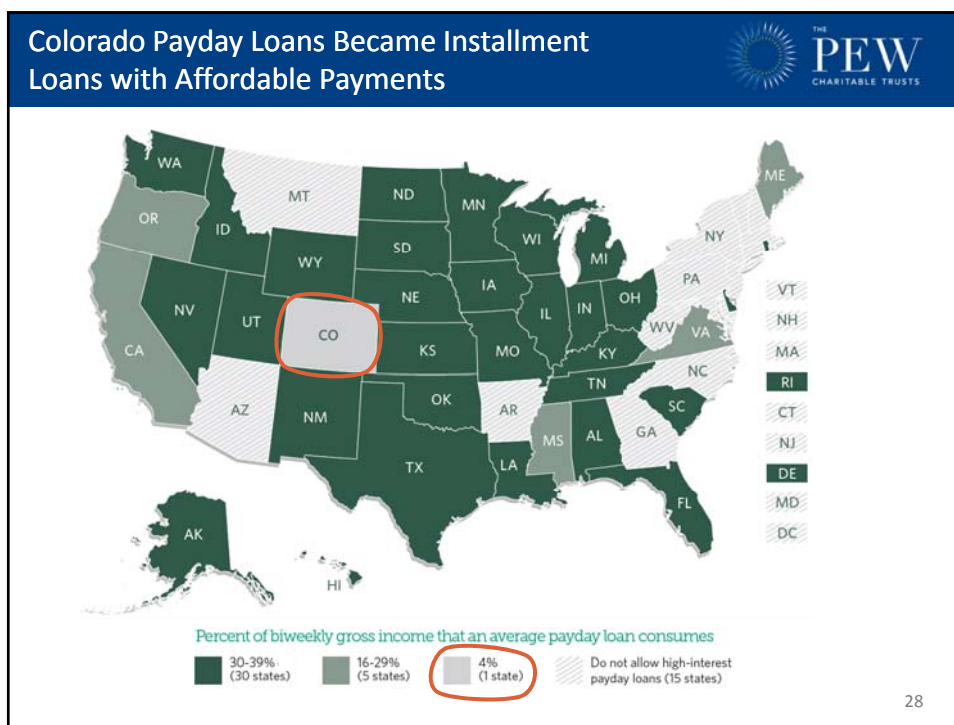 Colorado Payday Loans Became Installment
Loans with Affordable Payments
THE
PEW
CHARITABLE TRUSTS
WA
MT
ND
MN
ME
OR
ID
SD
WI
NY
WY
MI
NV
UT
CO
NE
IA
PA
IL
IN
OH
WV
VA
CA
KS
MO
KY
NC
AZ
NM
OK
AR
TN
SC
TX
LA
MS
AL
GA
FL
AK
HI
VT
NH
MA
RI
CT
NJ
DE
MD
DC
Percent of biweekly gross income that an average payday loan consumes
30-39%
(30 states)
16-29%
(5 states)
4%
(1 state)
Do not allow high-interest
payday loans (15 states)
28